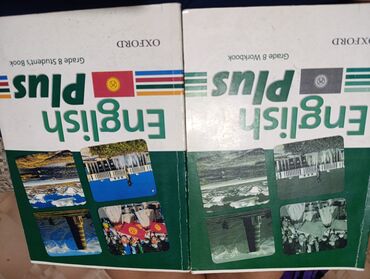 OXFORD
Grade 8 Student's Book
English
Plus
OXFORD
Grade 8 Workbook
English
Plus